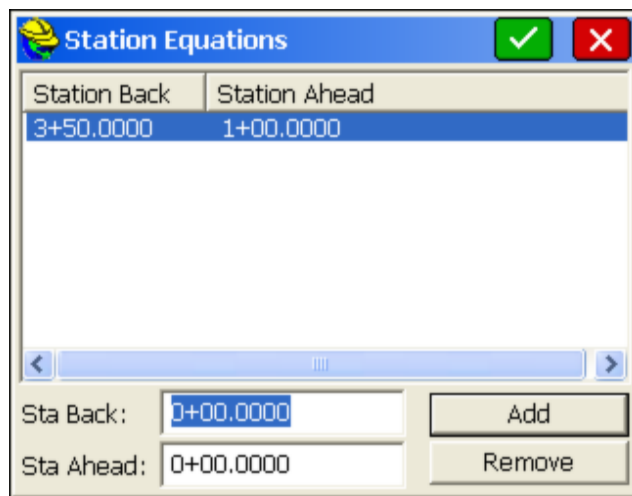 Station Equations
Station Back Station Ahead
3+50.0000 1+00.0000
Sta Back: 0+00.0000 Add
Sta Ahead: 0+00.0000 Remove